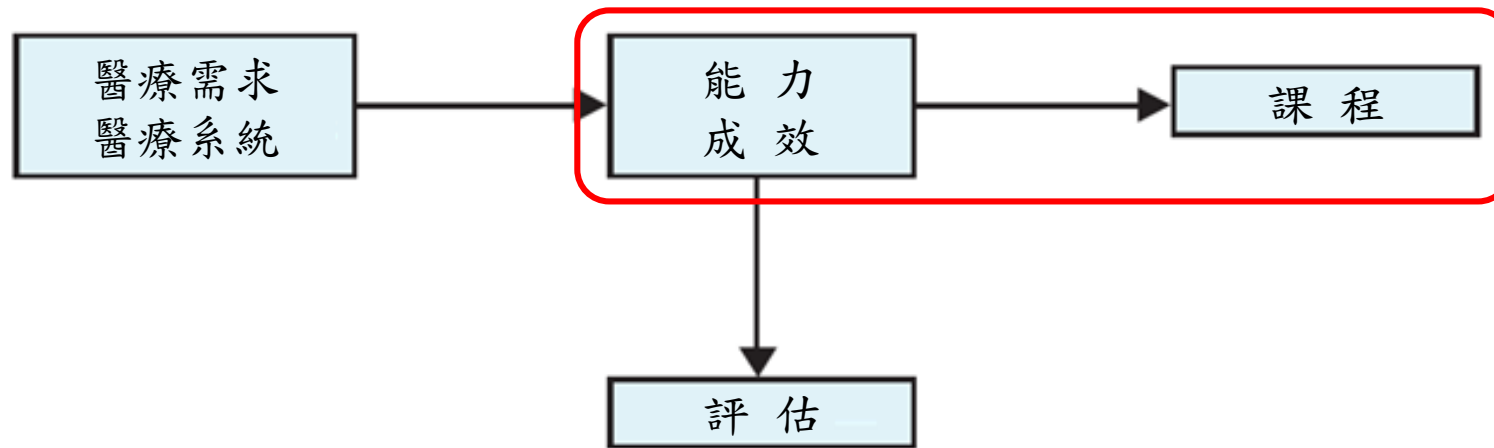 醫療需求
醫療系統
能 力
成 效
課 程
評 估